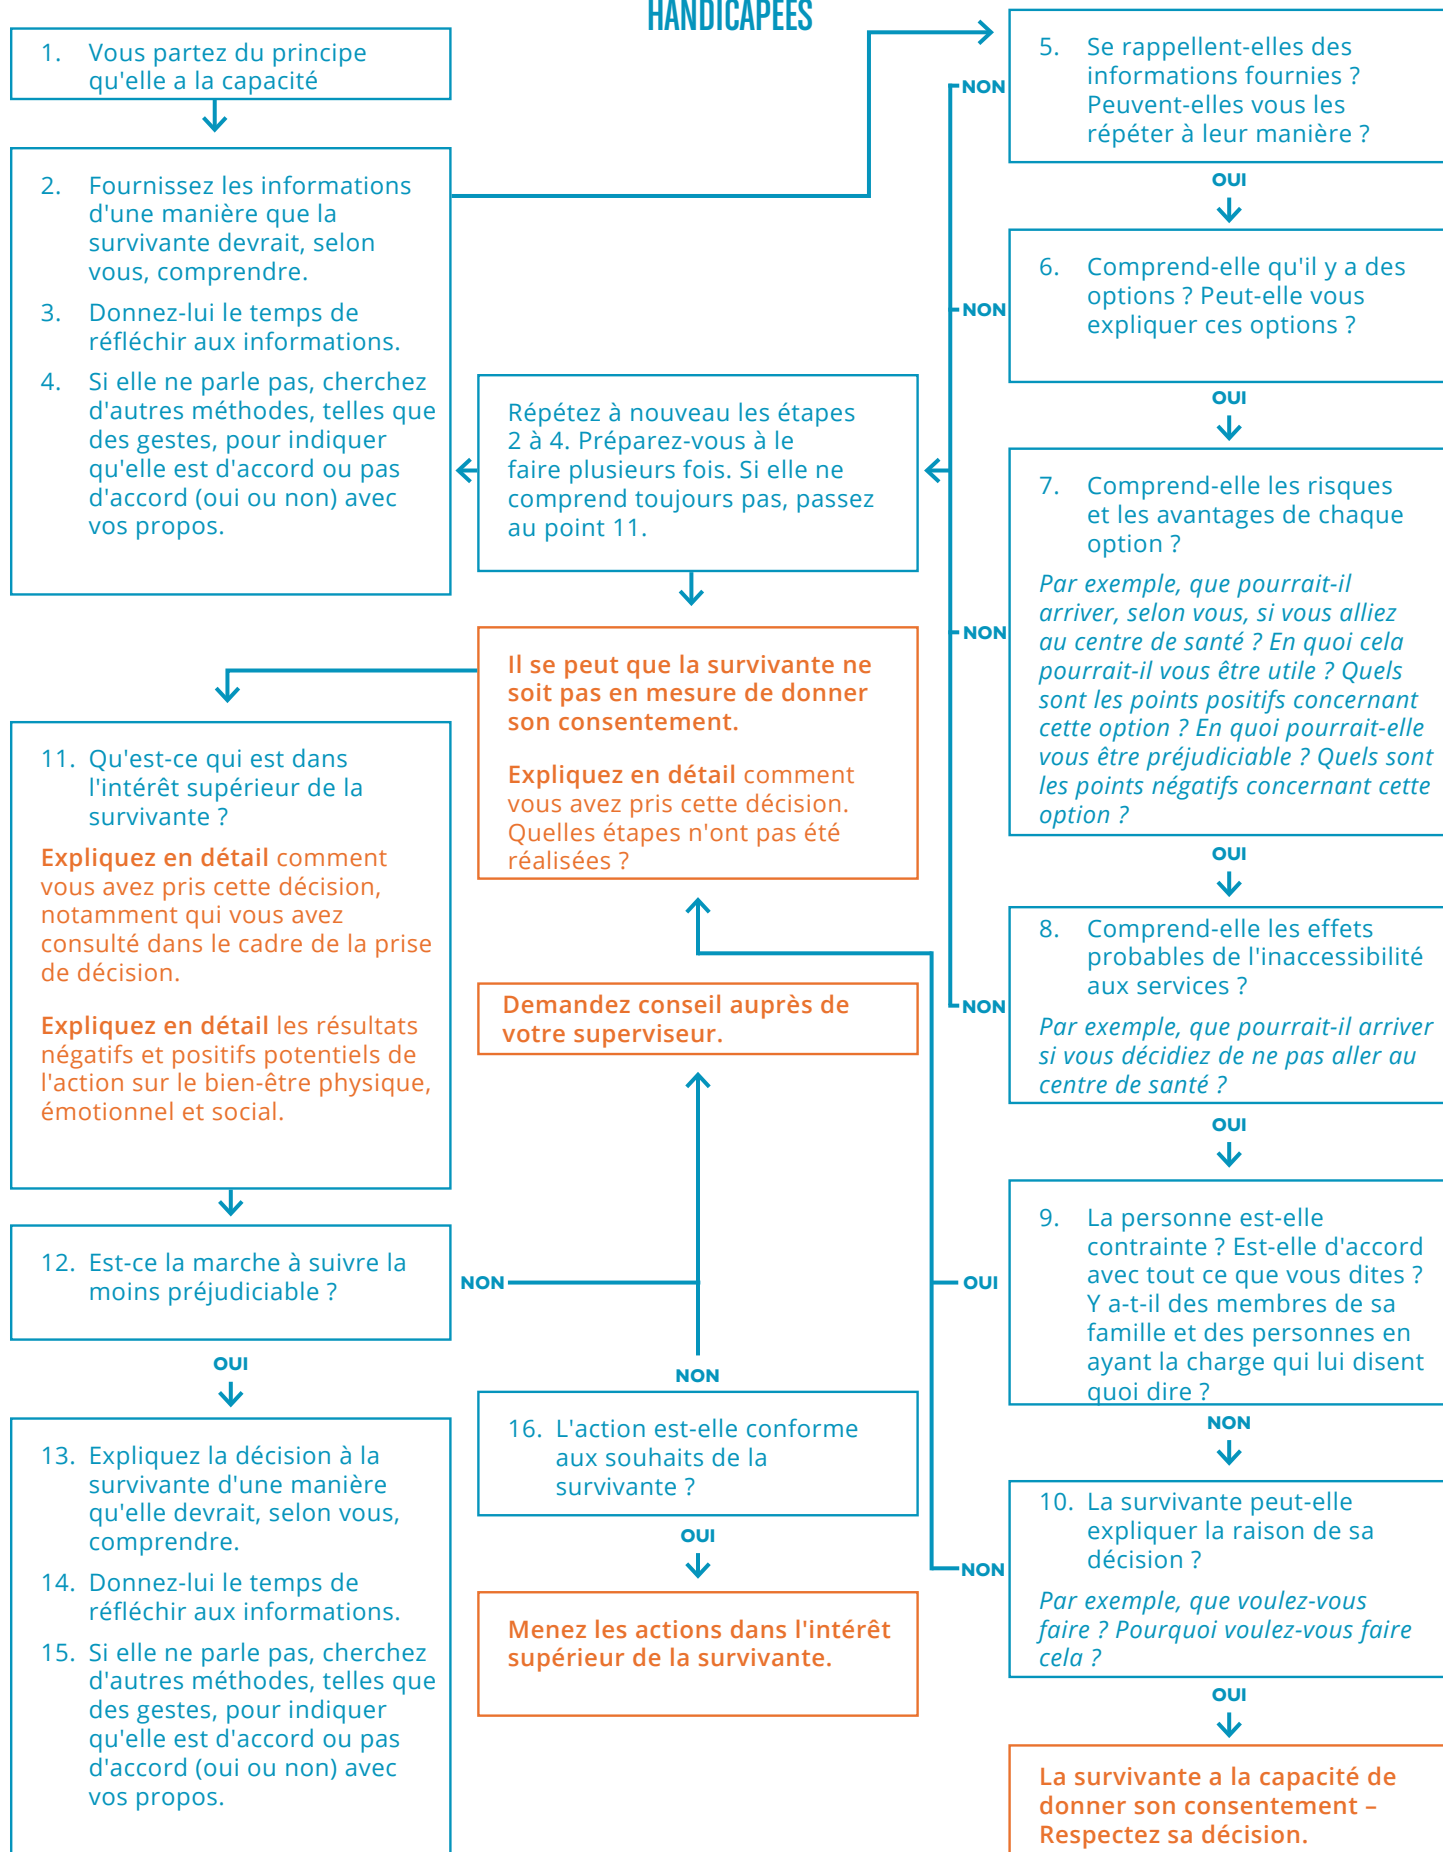 HANDICAPÉES
1. Vous partez du principe
qu'elle a la capacité
2. Fournissez les informations
d'une manière que la
survivante devrait, selon
vous, comprendre.
3. Donnez-lui le temps de
réfléchir aux informations.
4. Si elle ne parle pas, cherchez
d'autres méthodes, telles que
des gestes, pour indiquer
qu'elle est d'accord ou pas
d'accord (oui ou non) avec
vos propos.
Répétez à nouveau les étapes
2 à 4. Préparez-vous à le
faire plusieurs fois. Si elle ne
comprend toujours pas, passez
au point 11.
NON
5. Se rappellent-elles des
informations fournies ?
Peuvent-elles vous les
répéter à leur manière ?
OUI
NON
6. Comprend-elle qu'il y a des
options ? Peut-elle vous
expliquer ces options ?
OUI
NON
7. Comprend-elle les risques
et les avantages de chaque
option ?
Par exemple, que pourrait-il
arriver, selon vous, si vous alliez
au centre de santé ? En quoi cela
pourrait-il vous être utile ? Quels
sont les points positifs concernant
cette option ? En quoi pourrait-elle
vous être préjudiciable ? Quels sont
les points négatifs concernant cette
option ?
OUI
NON
8. Comprend-elle les effets
probables de l'inaccessibilité
aux services ?
Par exemple, que pourrait-il arriver
si vous décidiez de ne pas aller au
centre de santé ?
OUI
OUI
9. La personne est-elle
contrainte ? Est-elle d'accord
avec tout ce que vous dites ?
Y a-t-il des membres de sa
famille et des personnes en
ayant la charge qui lui disent
quoi dire ?
NON
NON
10. La survivante peut-elle
expliquer la raison de sa
décision ?
Par exemple, que voulez-vous
faire ? Pourquoi voulez-vous faire
cela ?
OUI
La survivante a la capacité de
donner son consentement –
Respectez sa décision.
Il se peut que la survivante ne
soit pas en mesure de donner
son consentement.
Expliquez en détail comment
vous avez pris cette décision.
Quelles étapes n'ont pas été
réalisées ?
11. Qu'est-ce qui est dans
l'intérêt supérieur de la
survivante ?
Expliquez en détail comment
vous avez pris cette décision,
notamment qui vous avez
consulté dans le cadre de la prise
de décision.
Expliquez en détail les résultats
négatifs et positifs potentiels de
l'action sur le bien-être physique,
émotionnel et social.
Demandez conseil auprès de
votre superviseur.
12. Est-ce la marche à suivre la
moins préjudiciable ?
NON
OUI
13. Expliquez la décision à la
survivante d'une manière
qu'elle devrait, selon vous,
comprendre.
14. Donnez-lui le temps de
réfléchir aux informations.
15. Si elle ne parle pas, cherchez
d'autres méthodes, telles que
des gestes, pour indiquer
qu'elle est d'accord ou pas
d'accord (oui ou non) avec
vos propos.
NON
16. L'action est-elle conforme
aux souhaits de la
survivante ?
OUI
Menez les actions dans l'intérêt
supérieur de la survivante.